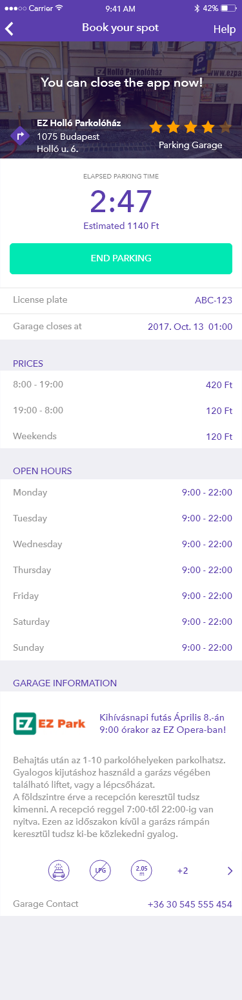 Carrier 9:41 AM 42%
Book your spot Help
Holló Parkolóház
You can close the app now!
EZ Holló Parkolóház
1075 Budapest
Holló u. 6.
Parking Garage
ELAPSED PARKING TIME
2:47
Estimated 1140 Ft
END PARKING
License plate ABC-123
Garage closes at 2017. Oct. 13 01:00
PRICES
8:00 - 19:00 420 Ft
19:00 - 8:00 120 Ft
Weekends 120 Ft
OPEN HOURS
Monday 9:00 - 22:00
Tuesday 9:00 - 22:00
Wednesday 9:00 - 22:00
Thursday 9:00 - 22:00
Friday 9:00 - 22:00
Saturday 9:00 - 22:00
Sunday 9:00 - 22:00
GARAGE INFORMATION
EZ EZ Park
Kihívásnapi futás Április 8.-án
9:00 órakor az EZ Opera-ban!
Behajtás után az 1-10 parkolóhelyeken parkolhatsz.
Gyalogos kijutáshoz használd a garázs végében
található liftet, vagy a lépcsőházat.
A földszintre érve a recepción keresztül tudsz
kimenni. A recepció reggel 7:00-től 22:00-ig van
nyitva. Ezen az időszakon kívül a garázs rámpán
keresztül tudsz ki-be közlekedni gyalog.
LPG 2.05 m +2
Garage Contact +36 30 545 555 454